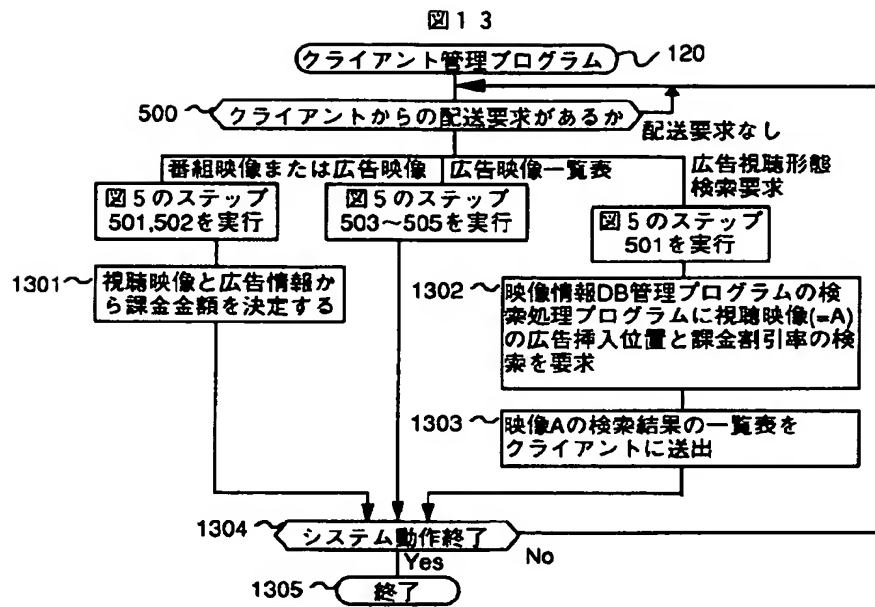 図13
クライアント管理プログラム
120
500
クライアントからの配送要求があるか
配送要求なし
番組映像または広告映像
広告映像一覧表
広告視聴形態
検索要求
図5のステップ
501,502を実行
図5のステップ
503〜505を実行
図5のステップ
501を実行
1301
視聴映像と広告情報か
ら課金金額を決定する
1302
映像情報DB管理プログラムの検
索処理プログラムに視聴映像(=A)
の広告挿入位置と課金割引率の検
索を要求
1303
映像Aの検索結果の一覧表を
クライアントに送出
1304
システム動作終了
Yes
No
1305
終了